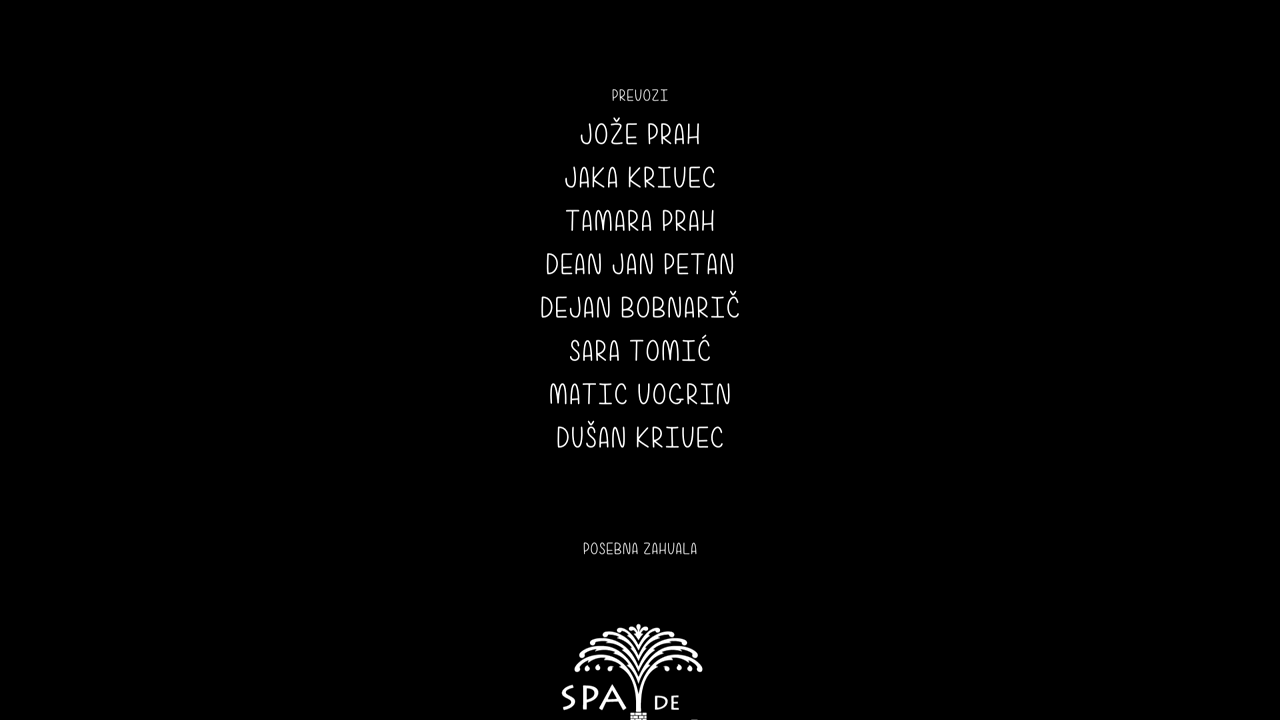 PREVOZI
JOŽE PRAH
JAKA KRIVEC
TAMARA PRAH
DEAN JAN PETAN
DEJAN BOBNARIČ
SARA TOMIĆ
MATIC VOGRIN
DUŠAN KRIVEC
POSEBNA ZAHVALA
SPA DE